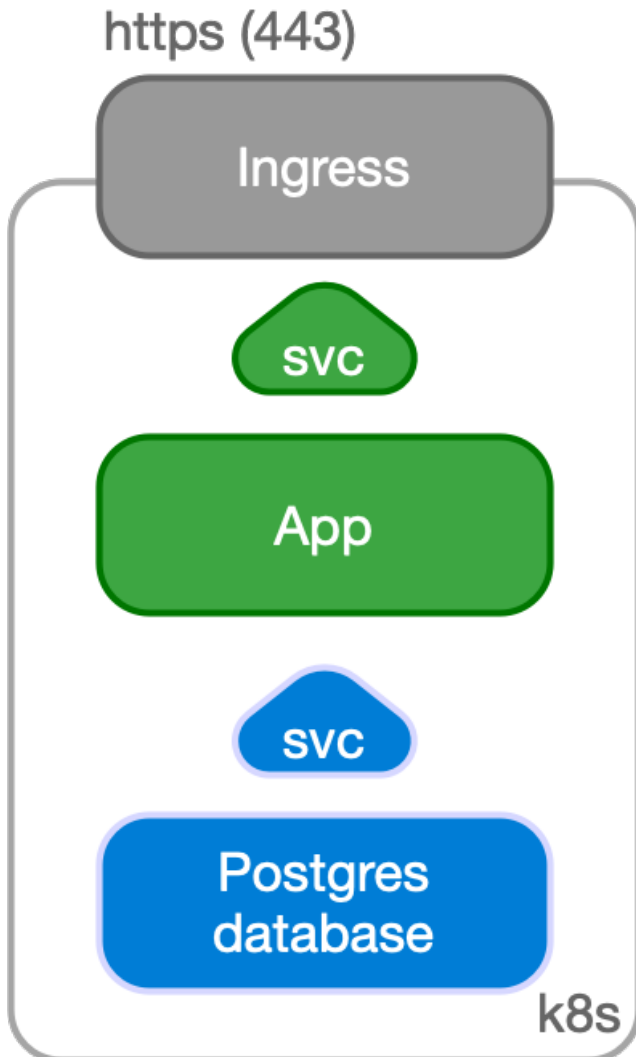 https (443)
Ingress
svc
App
svc
Postgres
database
k8s